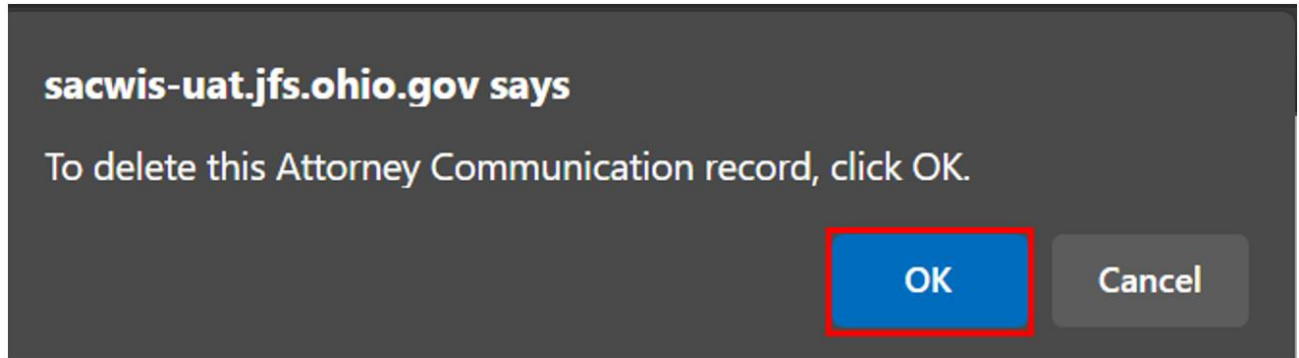 sacwis-uat.jfs.ohio.gov says
To delete this Attorney Communication record, click OK.
OK Cancel